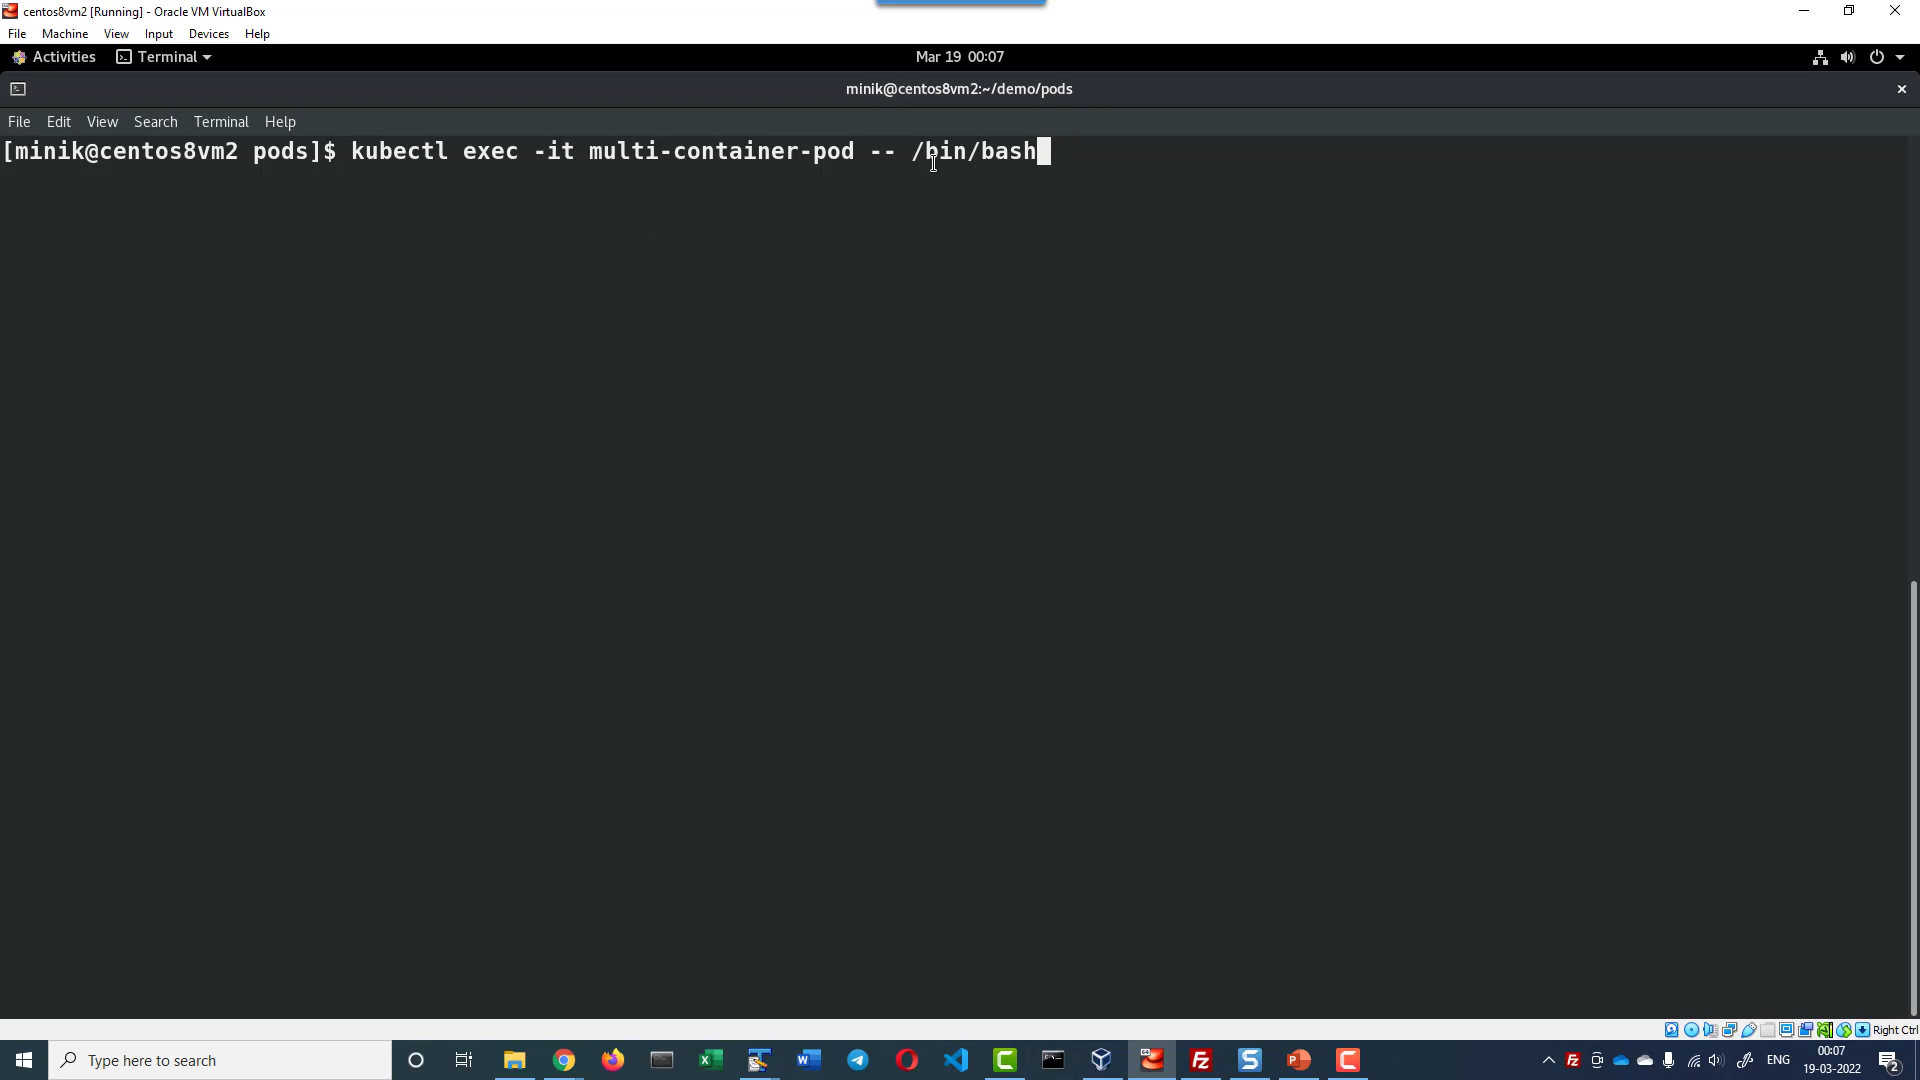 centos8vm2 [Running] - Oracle VM VirtualBox
File Machine View Input Devices Help
Activities Terminal Mar 19 00:07
minik@centos8vm2:~/demo/pods
File Edit View Search Terminal Help
[minik@centos8vm2 pods]$ kubectl exec -it multi-container-pod -- /bin/bash
Right Ctrl
Type here to search
ENG
00:07
19-03-2022
2